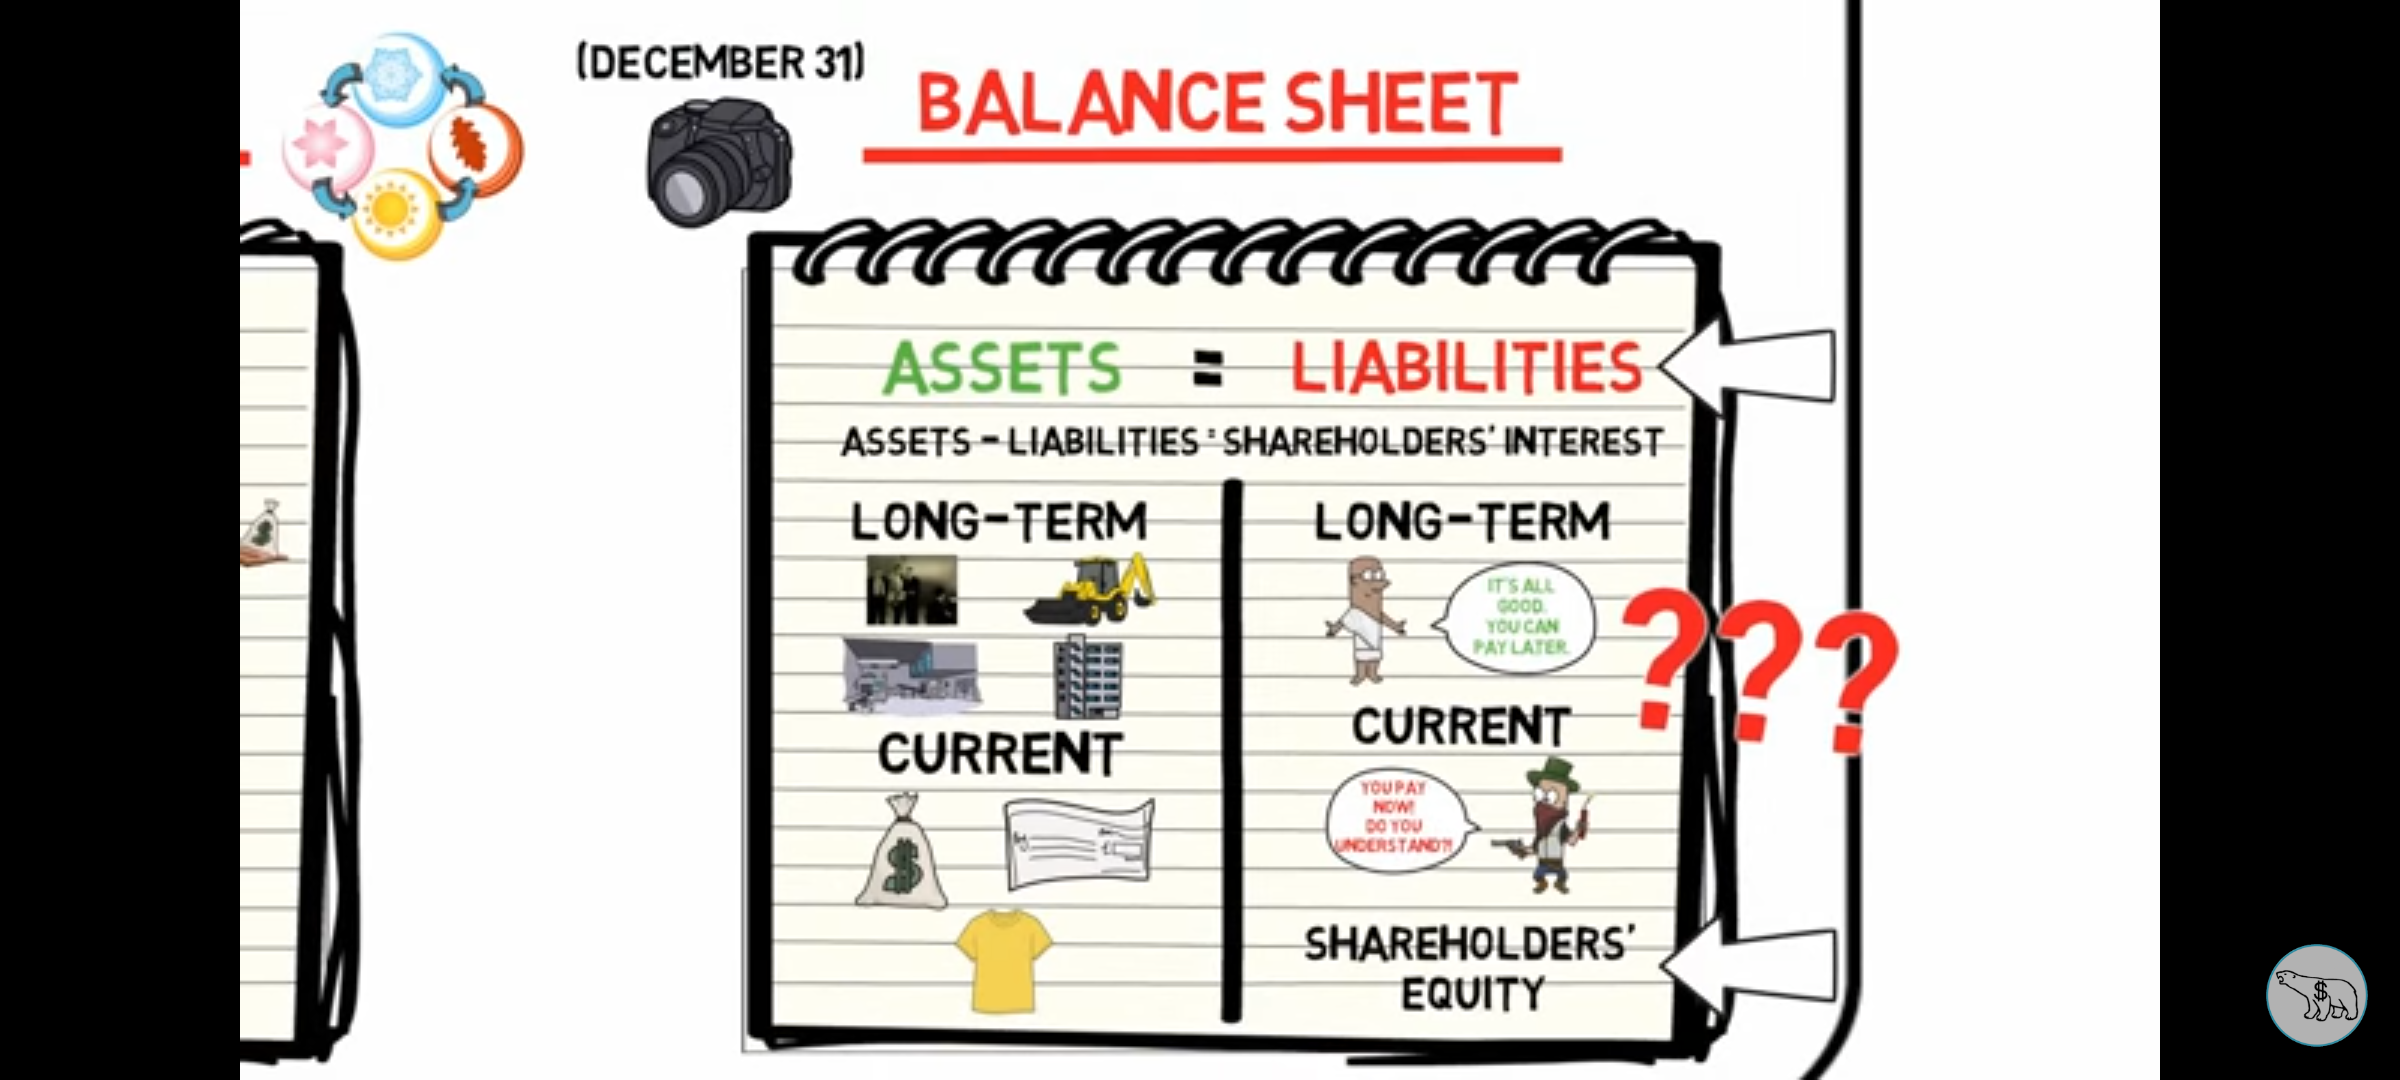 (DECEMBER 31)
BALANCE SHEET
ASSETS = LIABILITIES
ASSETS - LIABILITIES = SHAREHOLDERS' INTEREST
LONG-TERM
CURRENT
LONG-TERM
IT'S ALL
GOOD.
YOU CAN
PAY LATER.
???
CURRENT
YOU PAY
NOW!
DO YOU
UNDERSTAND?!
SHAREHOLDERS'
EQUITY